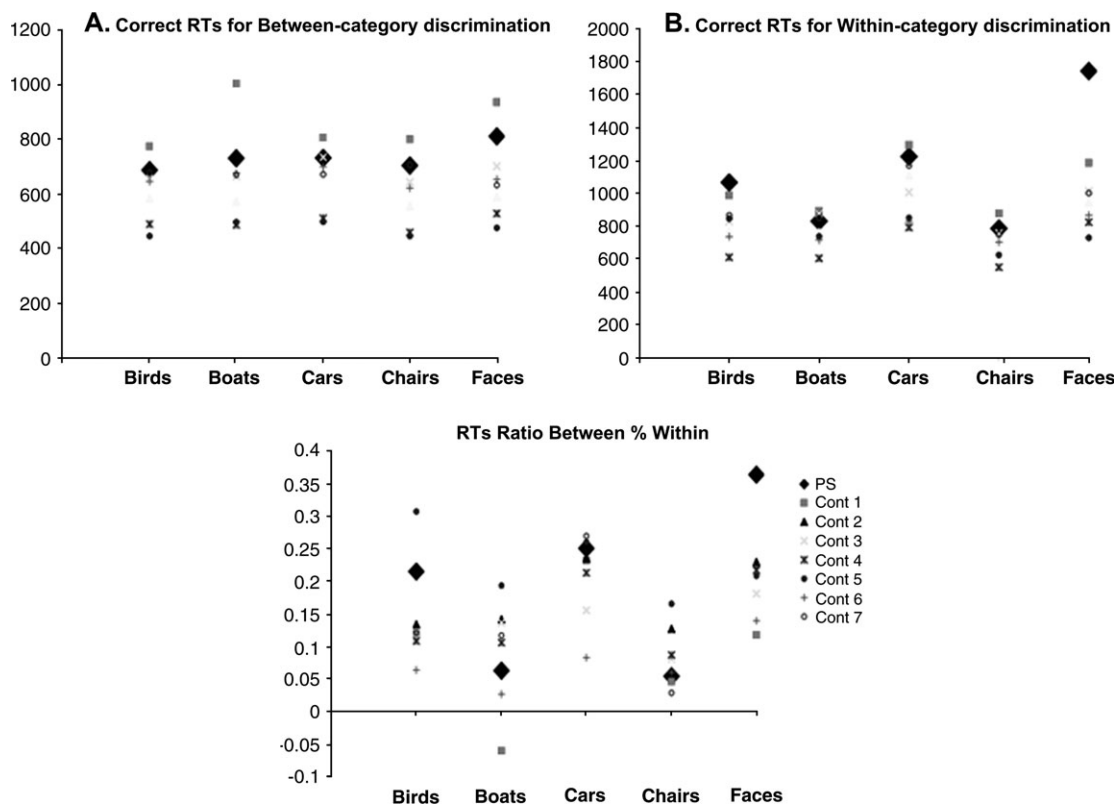 A. Correct RTs for Between-category discrimination
1200
1000
800
600
400
200
0
Birds Boats Cars Chairs Faces
B. Correct RTs for Within-category discrimination
2000
1800
1600
1400
1200
1000
800
600
400
200
0
Birds Boats Cars Chairs Faces
RTs Ratio Between % Within
0.4
0.35
0.3
0.25
0.2
0.15
0.1
0.05
0
-0.05
-0.1
Birds Boats Cars Chairs Faces
PS
Cont 1
Cont 2
Cont 3
Cont 4
Cont 5
Cont 6
Cont 7